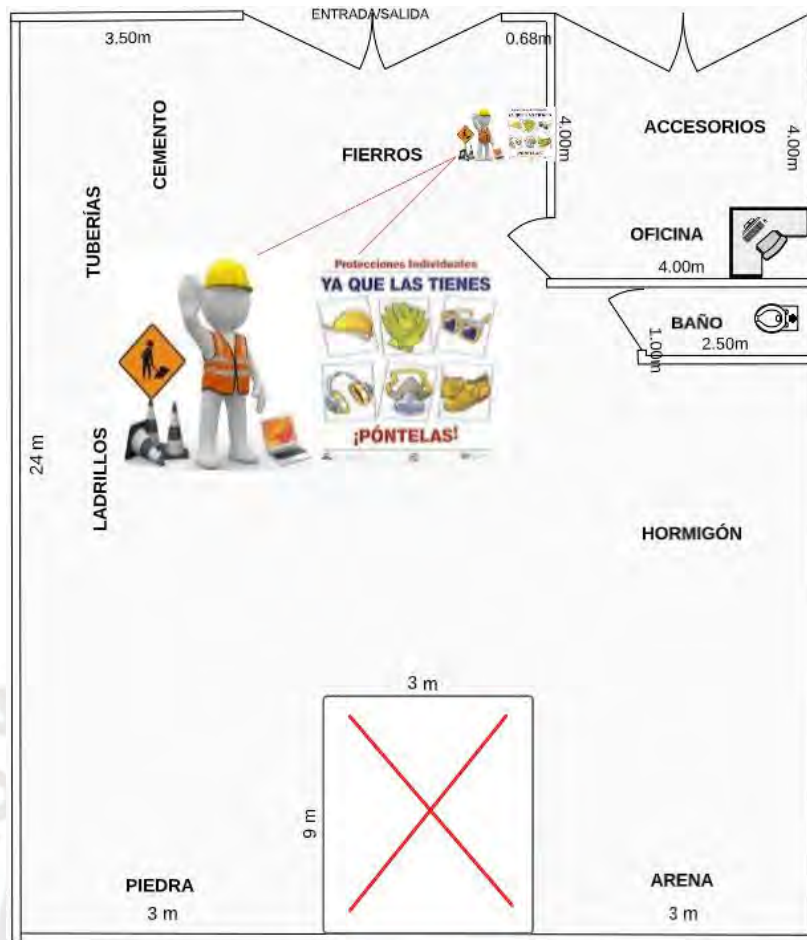 ENTRADA/SALIDA
3.50m
0.68m
CEMENTO
FIERROS
4.00m
ACCESORIOS
4.00m
TUBERÍAS
OFICINA
4.00m
Protecciones Individuales
YA QUE LAS TIENES
BAÑO
1.00m
2.50m
¡PÓNTELAS!
LADRILLOS
24 m
HORMIGÓN
3 m
9 m
PIEDRA
3 m
ARENA
3 m